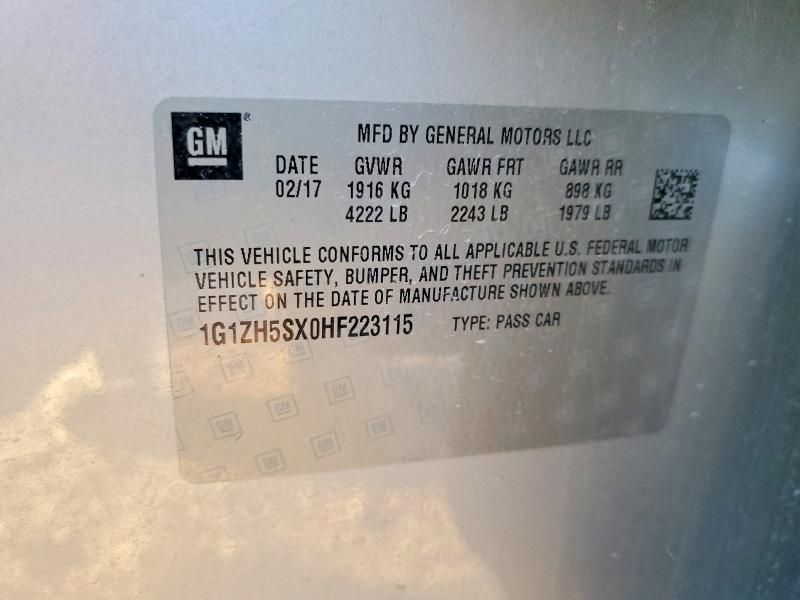 GM ®
MFD BY GENERAL MOTORS LLC
DATE GVWR GAWR FRT GAWR RR
02/17 1916 KG 1018 KG 898 KG
4222 LB 2243 LB 1979 LB
THIS VEHICLE CONFORMS TO ALL APPLICABLE U.S. FEDERAL MOTOR
VEHICLE SAFETY, BUMPER, AND THEFT PREVENTION STANDARDS IN
EFFECT ON THE DATE OF MANUFACTURE SHOWN ABOVE.
1G1ZH5SX0HF223115 TYPE: PASS CAR